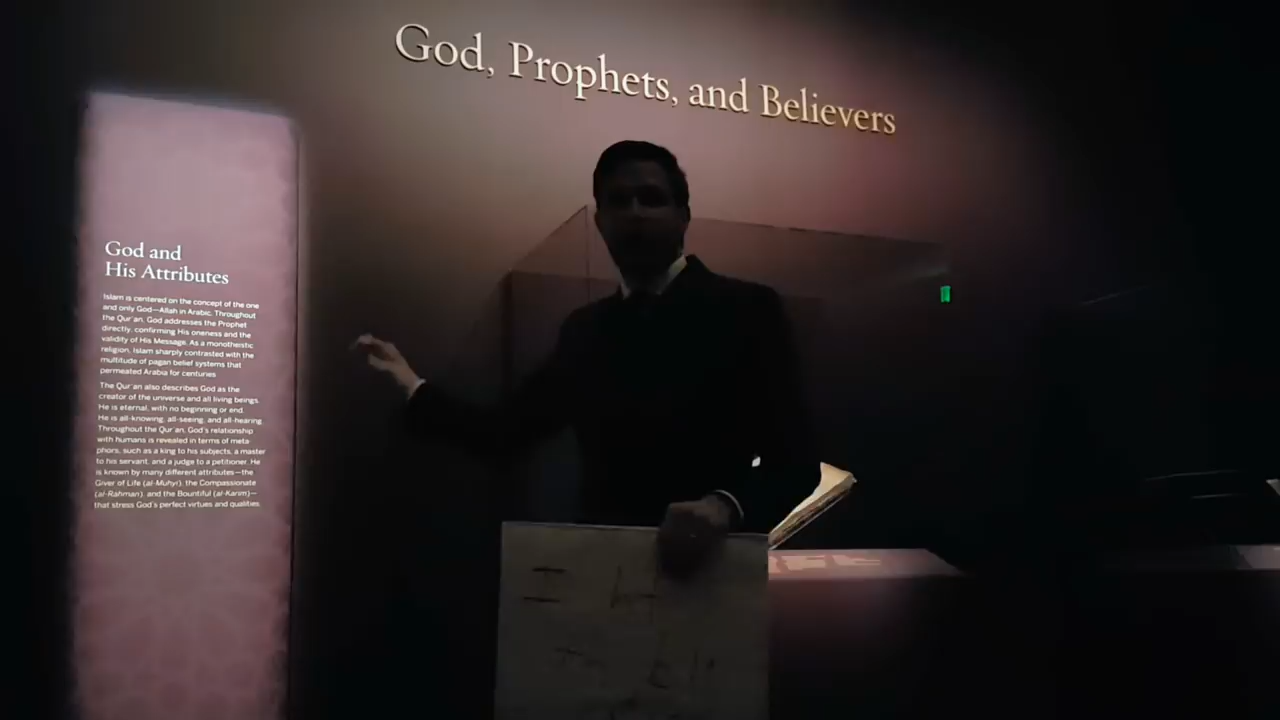 God, Prophets, and Believers
God and
His Attributes
Islam is centered on the concept of the one
and only God—Allah in Arabic. Throughout
the Qur'an, God addresses the Prophet
directly, confirming His oneness and the
validity of His Message. As a monotheistic
religion, Islam sharply contrasted with the
multitude of pagan belief systems that
permeated Arabia for centuries
The Qur'an also describes God as the
creator of the universe and all living beings.
He is eternal, with no beginning or end.
He is all-knowing, all-seeing, and all-hearing.
Throughout the Qur'an, God's relationship
with humans is revealed in terms of meta
phors, such as a king to his subjects, a master
to his servant, and a judge to a petitioner. He
is known by many different attributes—the
Giver of Life (al-Muhyi), the Compassionate
(al-Rahman), and the Bountiful (al-Karim)—
that stress God's perfect virtues and qualities.